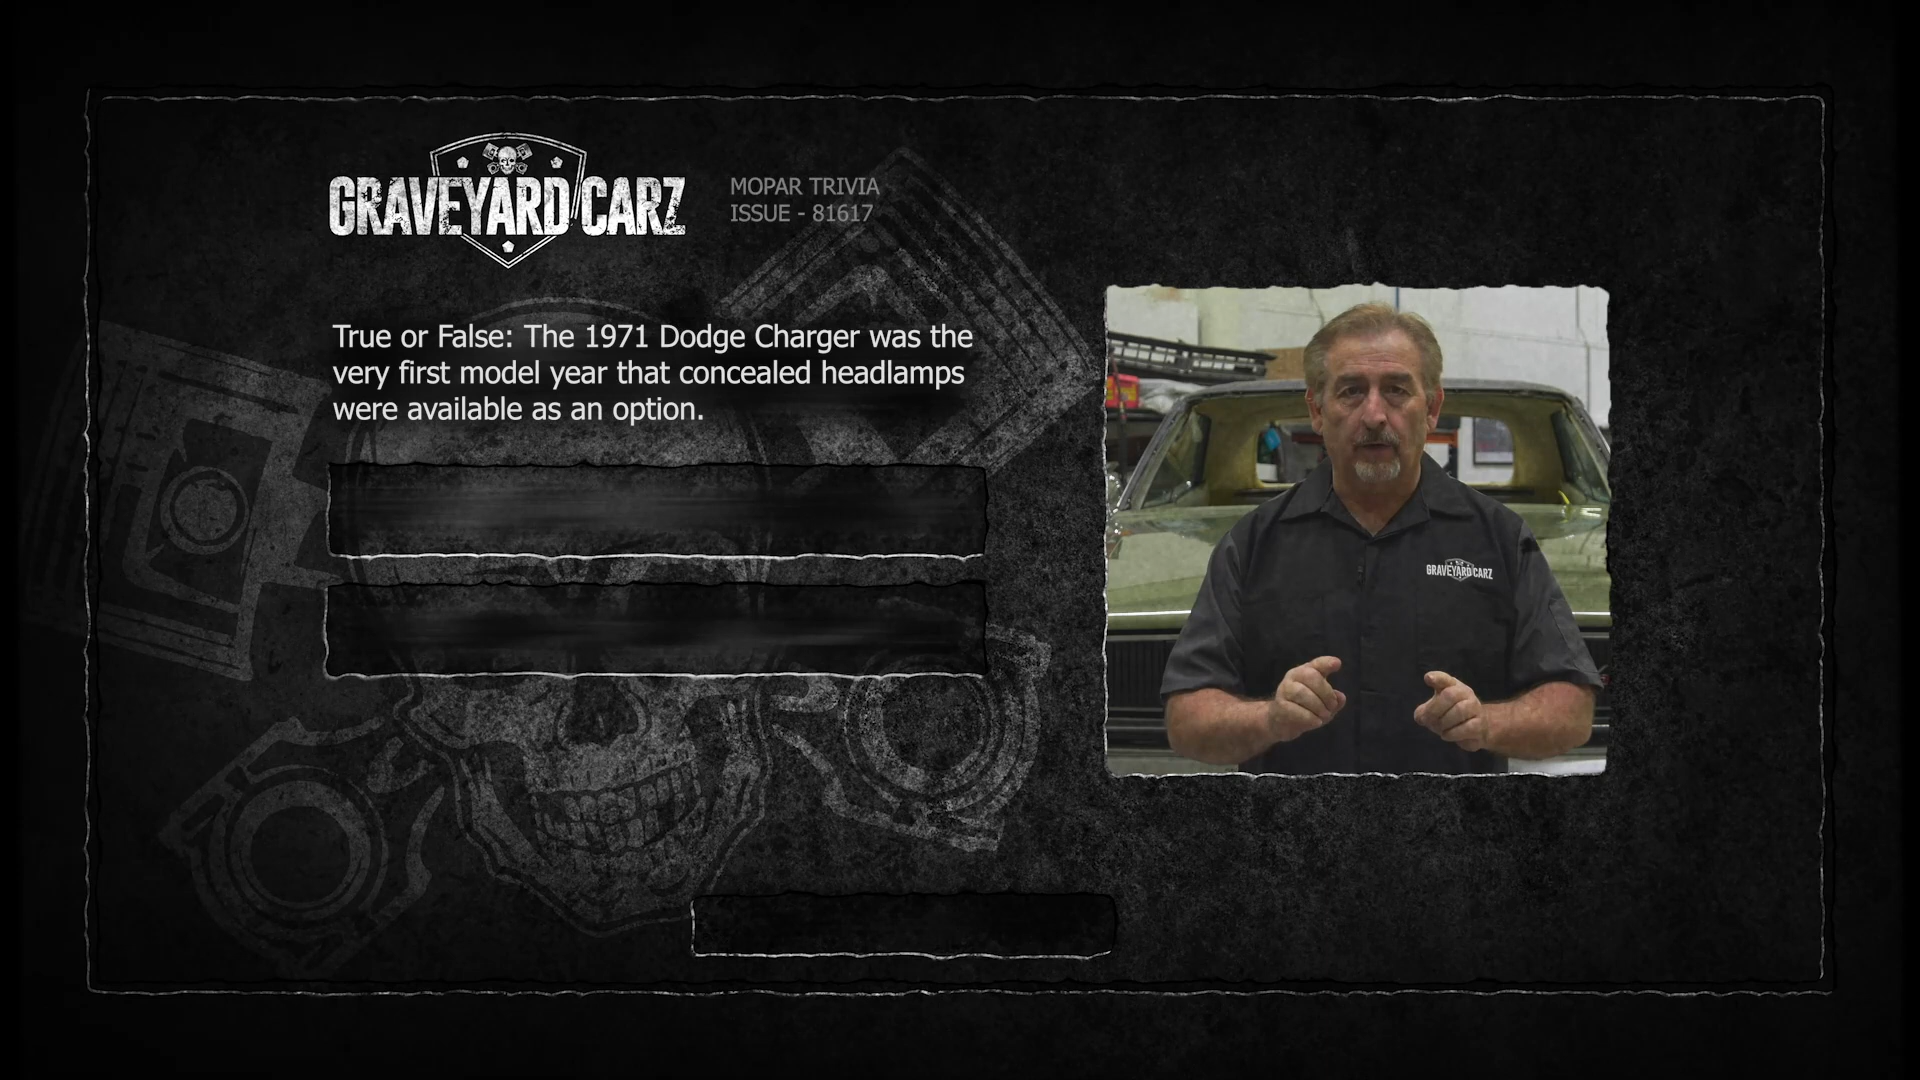 GRAVEYARD CARZ
MOPAR TRIVIA
ISSUE - 81617
True or False: The 1971 Dodge Charger was the
very first model year that concealed headlamps
were available as an option.
GRAVEYARD CARZ